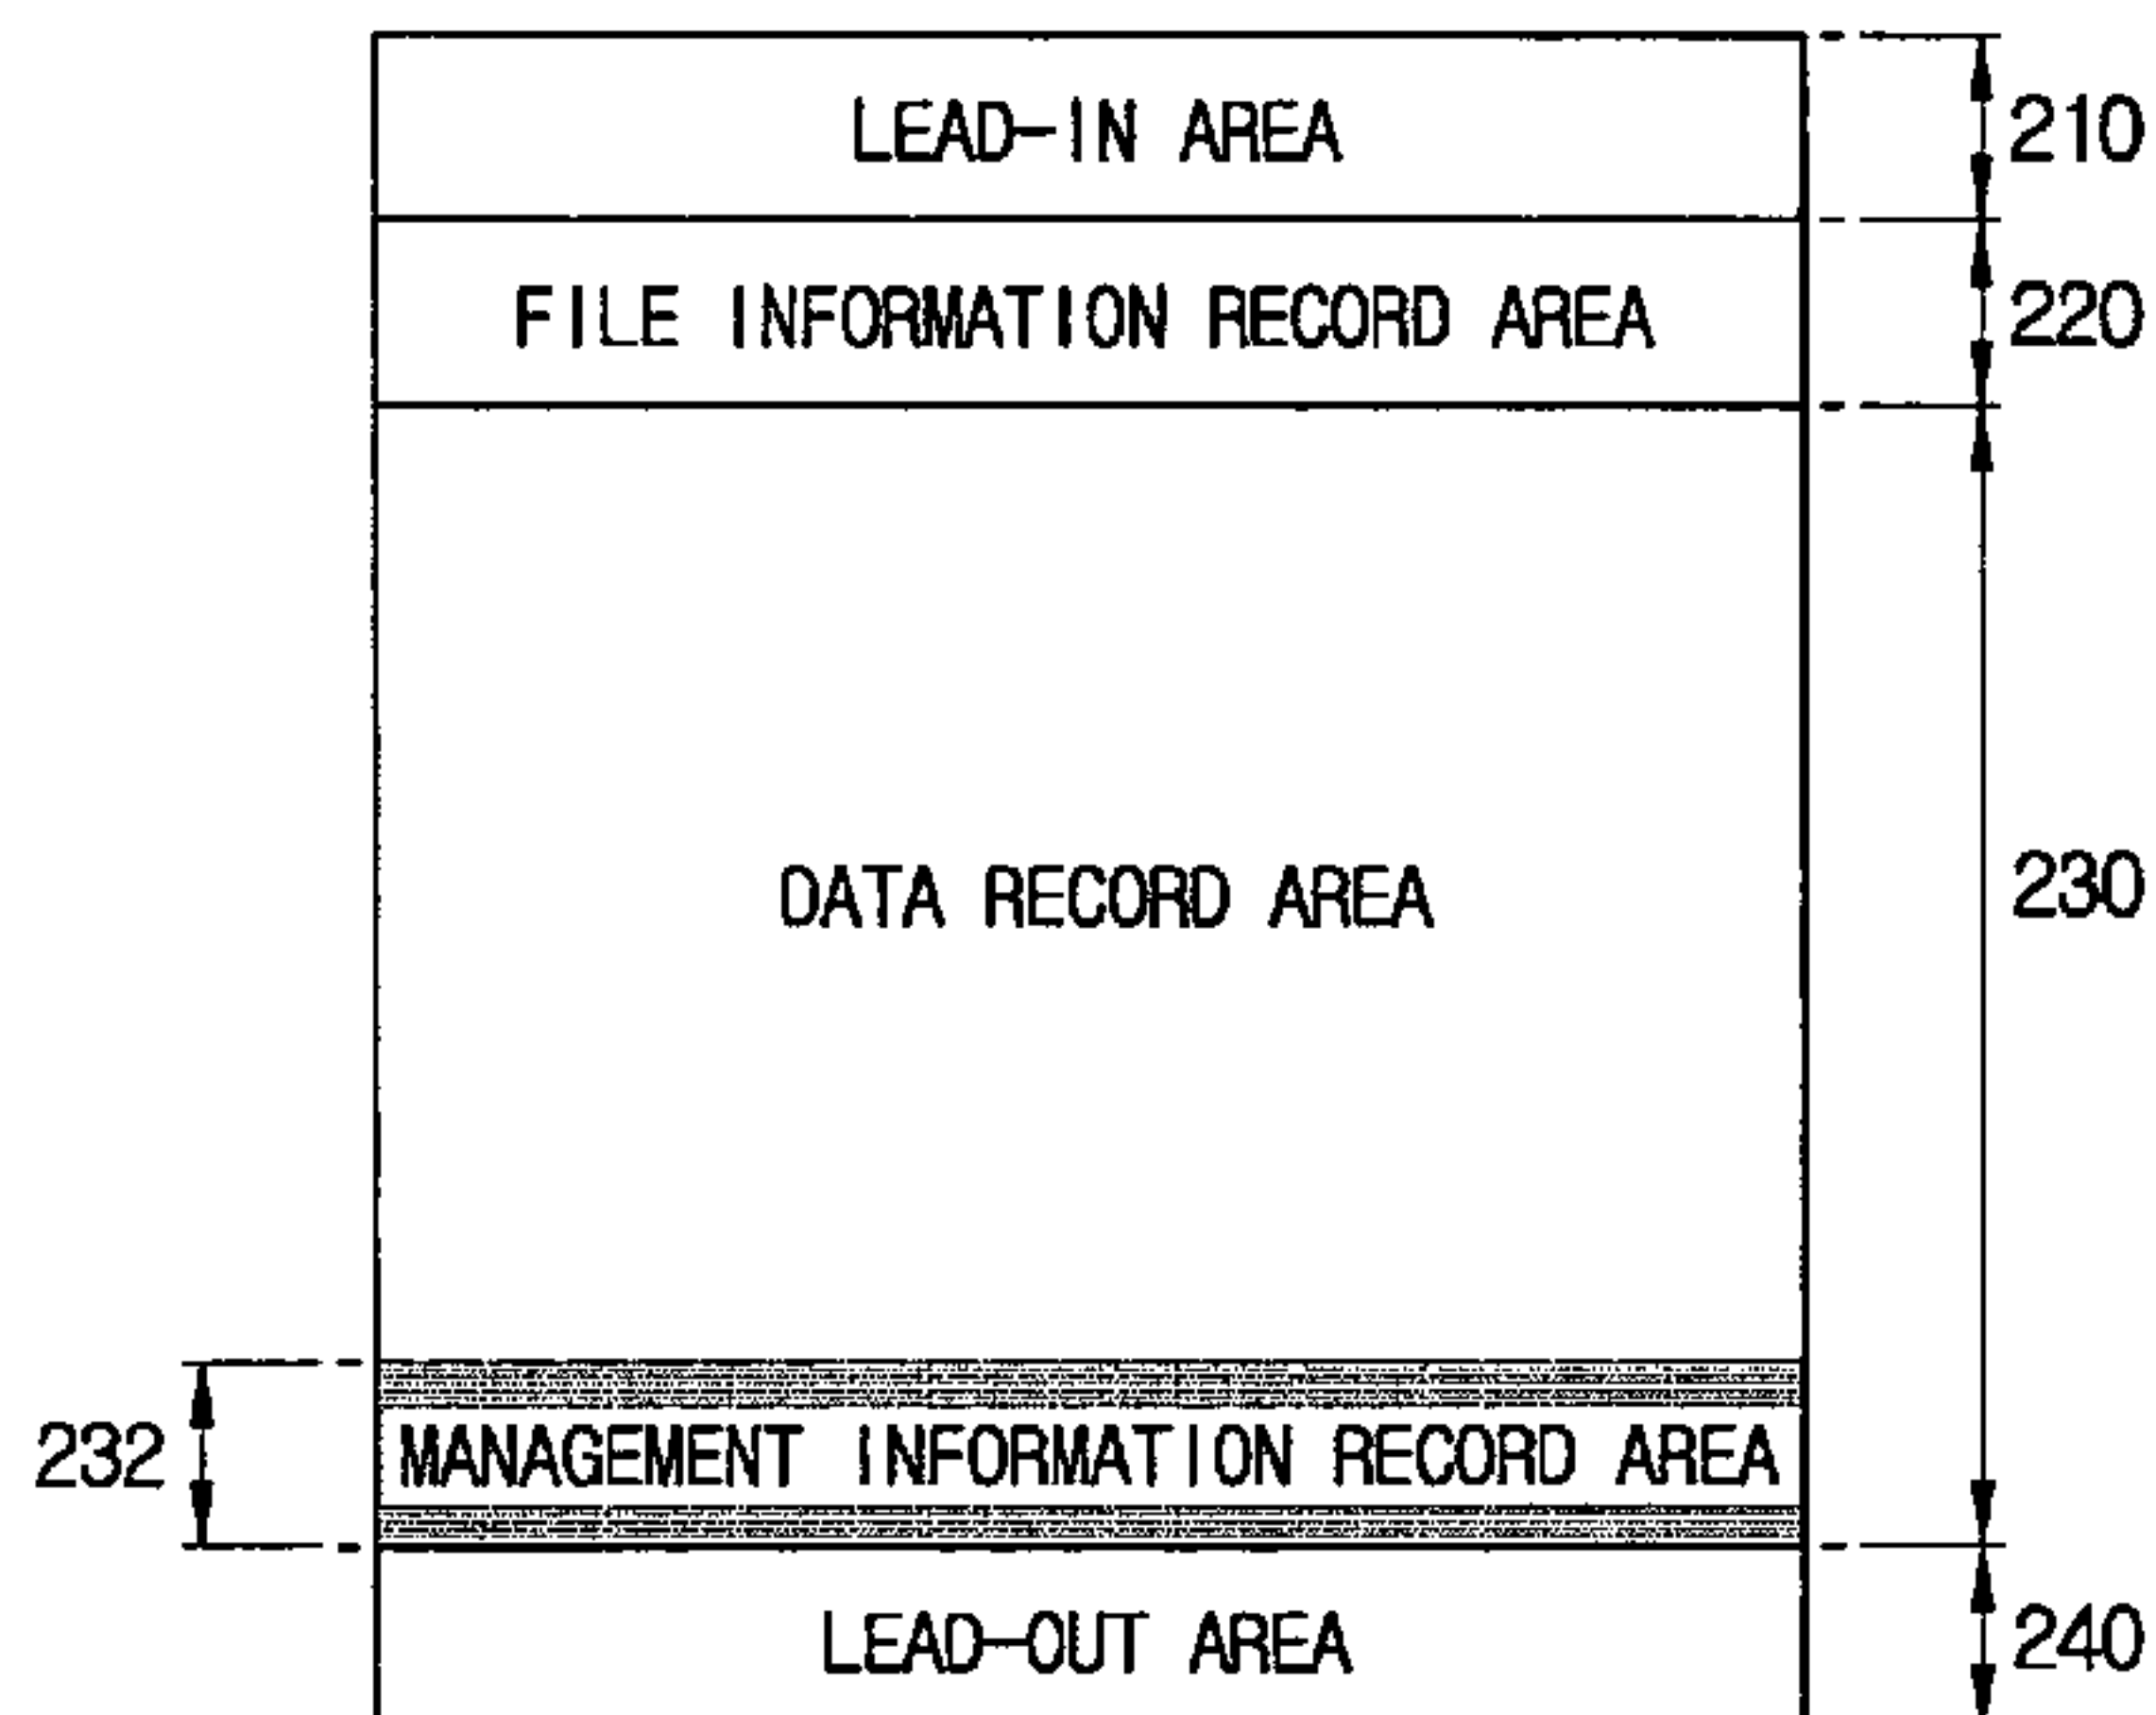 LEAD-IN AREA 210
FILE INFORMATION RECORD AREA 220
DATA RECORD AREA 230
232 MANAGEMENT INFORMATION RECORD AREA
LEAD-OUT AREA 240